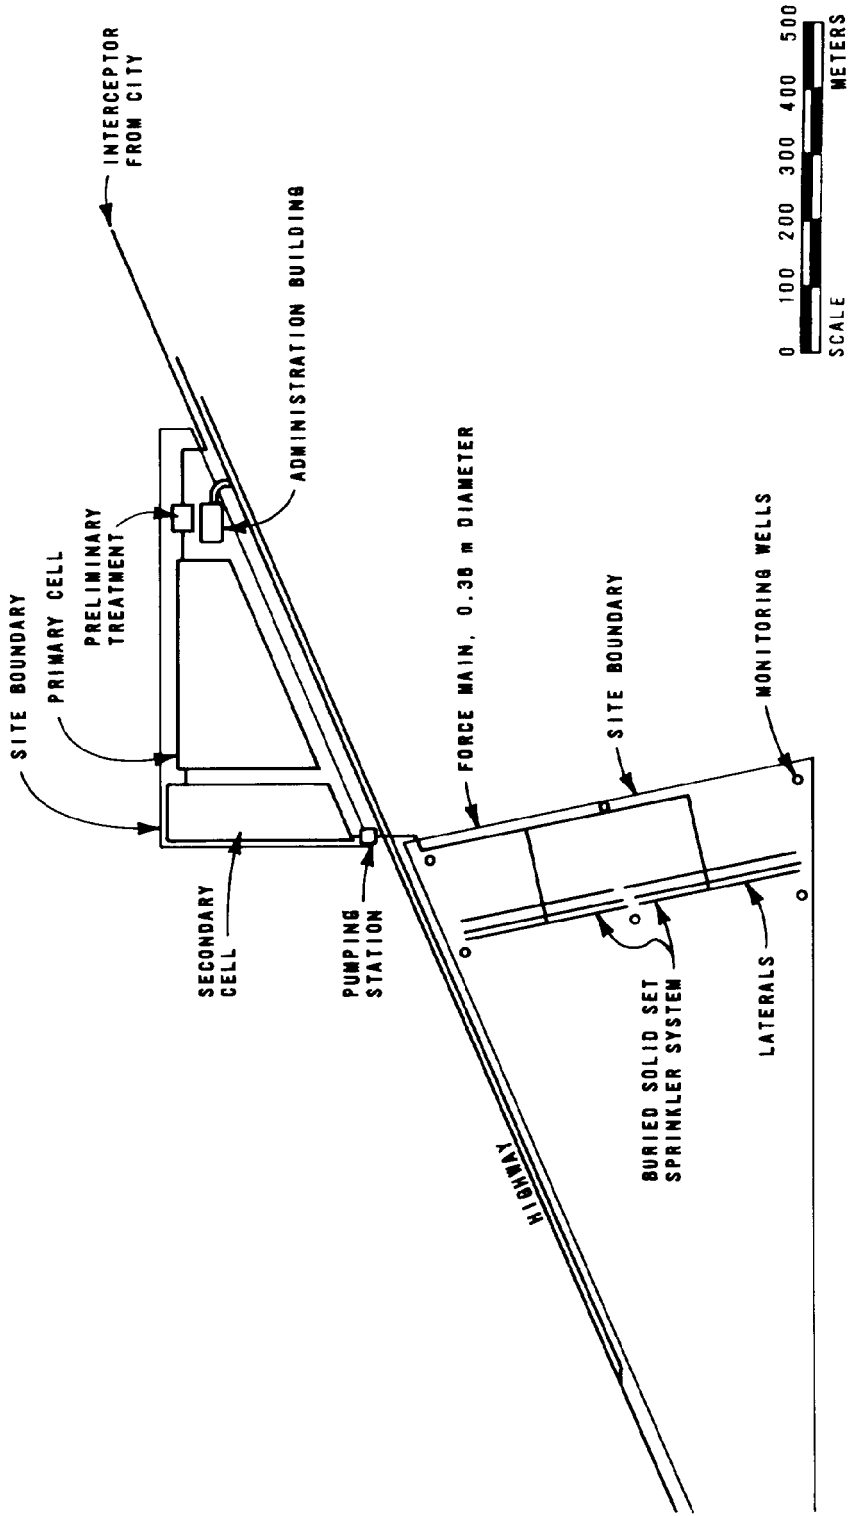 INTERCEPTOR
FROM CITY
ADMINISTRATION BUILDING
SITE BOUNDARY
PRIMARY CELL
PRELIMINARY
TREATMENT
SECONDARY
CELL
PUMPING
STATION
FORCE MAIN, 0.38 m DIAMETER
SITE BOUNDARY
MONITORING WELLS
BURIED SOLID SET
SPRINKLER SYSTEM
LATERALS
HIGHWAY
0 100 200 300 400 500
SCALE METERS